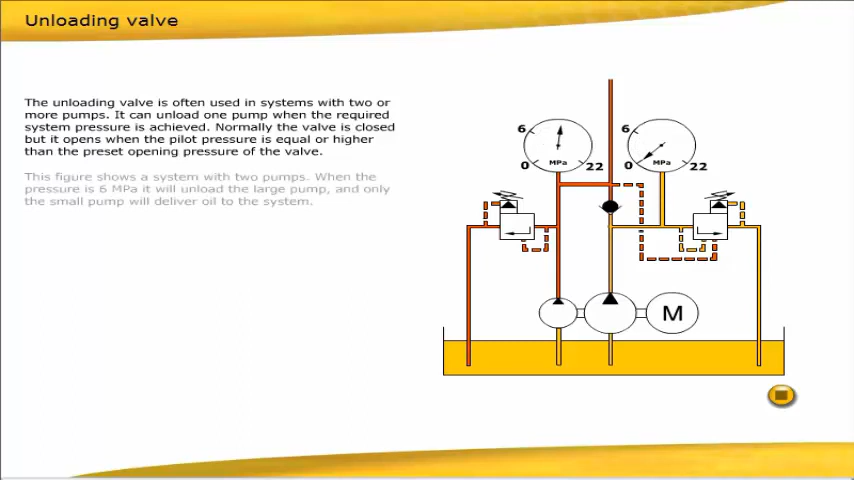 Unloading valve
The unloading valve is often used in systems with two or
more pumps. It can unload one pump when the required
system pressure is achieved. Normally the valve is closed
but it opens when the pilot pressure is equal or higher
than the preset opening pressure of the valve.
This figure shows a system with two pumps. When the
pressure is 6 MPa it will unload the large pump, and only
the small pump will deliver oil to the system.
6
0
MPa
22
6
0
MPa
22
M